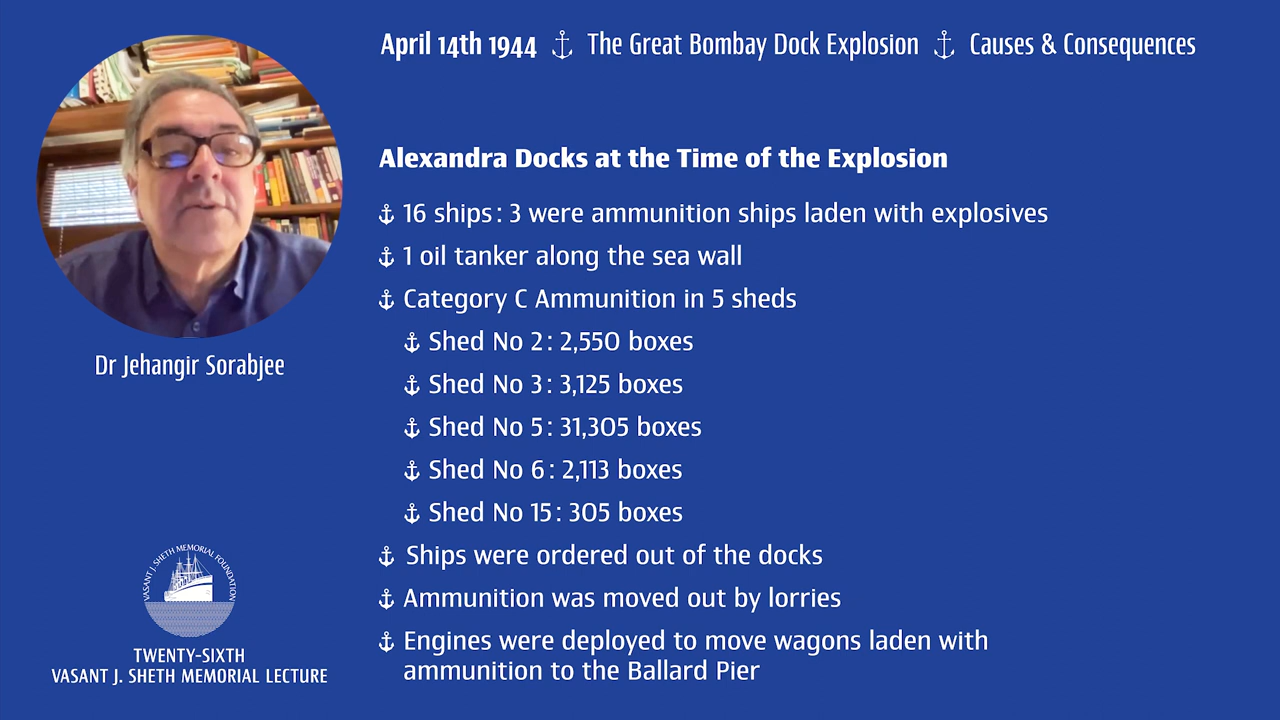 April 14th 1944 ⚓ The Great Bombay Dock Explosion ⚓ Causes & Consequences
Alexandra Docks at the Time of the Explosion
⚓ 16 ships: 3 were ammunition ships laden with explosives
⚓ 1 oil tanker along the sea wall
⚓ Category C Ammunition in 5 sheds
⚓ Shed No 2: 2,550 boxes
⚓ Shed No 3: 3,125 boxes
⚓ Shed No 5: 31,305 boxes
⚓ Shed No 6: 2,113 boxes
⚓ Shed No 15: 305 boxes
⚓ Ships were ordered out of the docks
⚓ Ammunition was moved out by lorries
⚓ Engines were deployed to move wagons laden with
ammunition to the Ballard Pier
Dr Jehangir Sorabjee
VASANT J. SHETH MEMORIAL FOUNDATION
TWENTY-SIXTH
VASANT J. SHETH MEMORIAL LECTURE